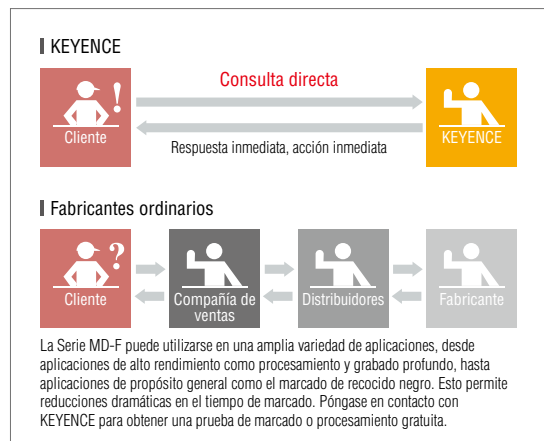 KEYENCE
!
Consulta directa
Cliente
KEYENCE
Respuesta inmediata, acción inmediata
Fabricantes ordinarios
?
Cliente
Compañía de
ventas
Distribuidores
Fabricante
La Serie MD-F puede utilizarse en una amplia variedad de aplicaciones, desde
aplicaciones de alto rendimiento como procesamiento y grabado profundo, hasta
aplicaciones de propósito general como el marcado de recocido negro. Esto permite
reducciones dramáticas en el tiempo de marcado. Póngase en contacto con
KEYENCE para obtener una prueba de marcado o procesamiento gratuita.